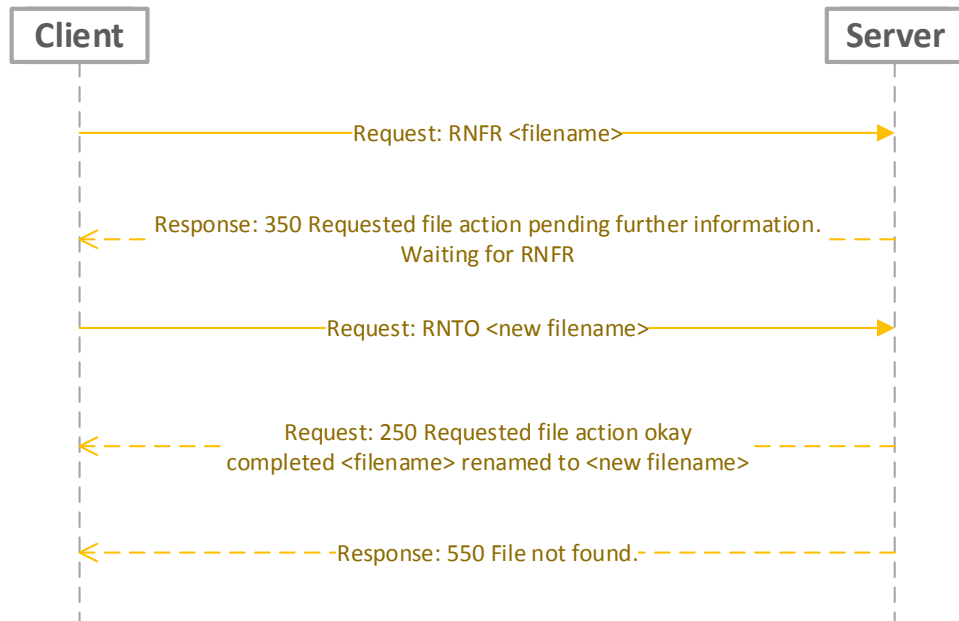 Client
Server
Request: RNFR <filename>
Response: 350 Requested file action pending further information.
Waiting for RNFR
Request: RNTO <new filename>
Request: 250 Requested file action okay
completed <filename> renamed to <new filename>
Response: 550 File not found.